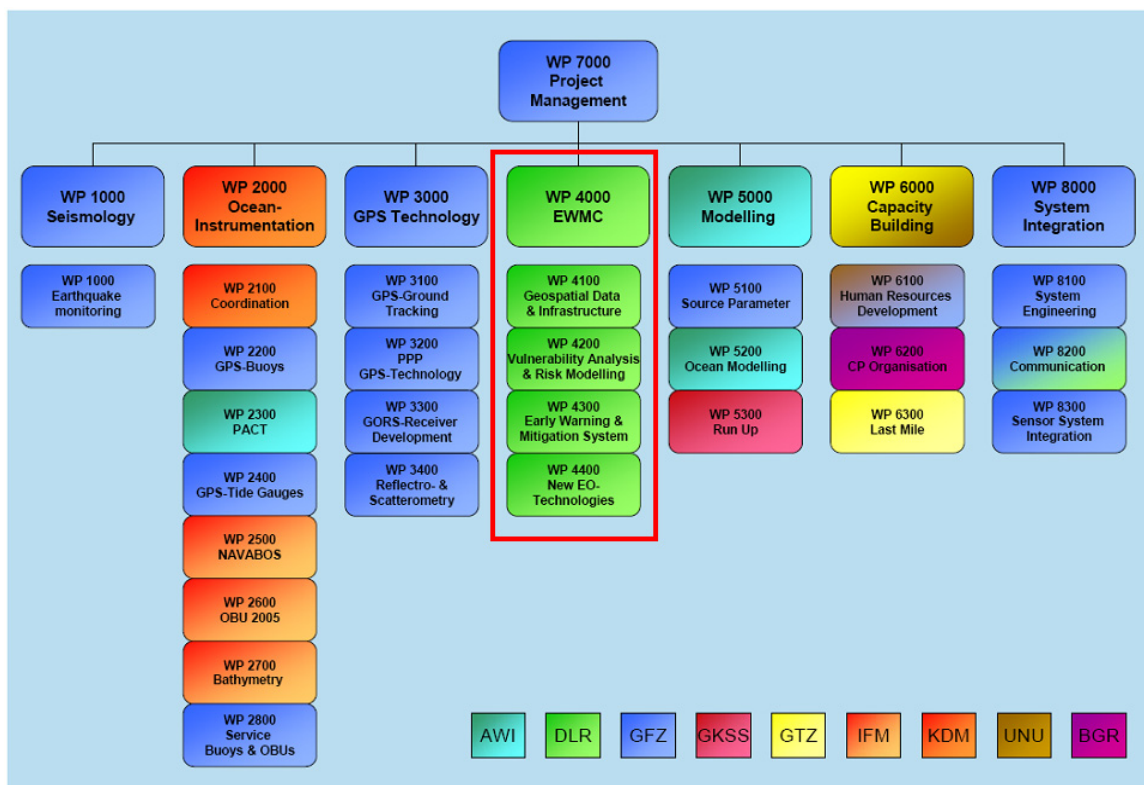 WP 7000
Project
Management
WP 1000
Seismology
WP 2000
Ocean-
Instrumentation
WP 3000
GPS Technology
WP 4000
EWMC
WP 5000
Modelling
WP 6000
Capacity
Building
WP 8000
System
Integration
WP 1000
Earthquake
monitoring
WP 2100
Coordination
WP 2200
GPS-Buoys
WP 2300
PACT
WP 2400
GPS-Tide Gauges
WP 2500
NAVABOS
WP 2600
OBU 2005
WP 2700
Bathymetry
WP 2800
Service
Buoys & OBUs
WP 3100
GPS-Ground
Tracking
WP 3200
PPP
GPS-Technology
WP 3300
GORS-Receiver
Development
WP 3400
Reflectro- &
Scatterometry
WP 4100
Geospatial Data
& Infrastructure
WP 4200
Vulnerability Analysis
& Risk Modelling
WP 4300
Early Warning &
Mitigation System
WP 4400
New EO-
Technologies
WP 5100
Source Parameter
WP 5200
Ocean Modelling
WP 5300
Run Up
WP 6100
Human Resources
Development
WP 6200
CP Organisation
WP 6300
Last Mile
WP 8100
System
Engineering
WP 8200
Communication
WP 8300
Sensor System
Integration
AWI
DLR
GFZ
GKSS
GTZ
IFM
KDM
UNU
BGR